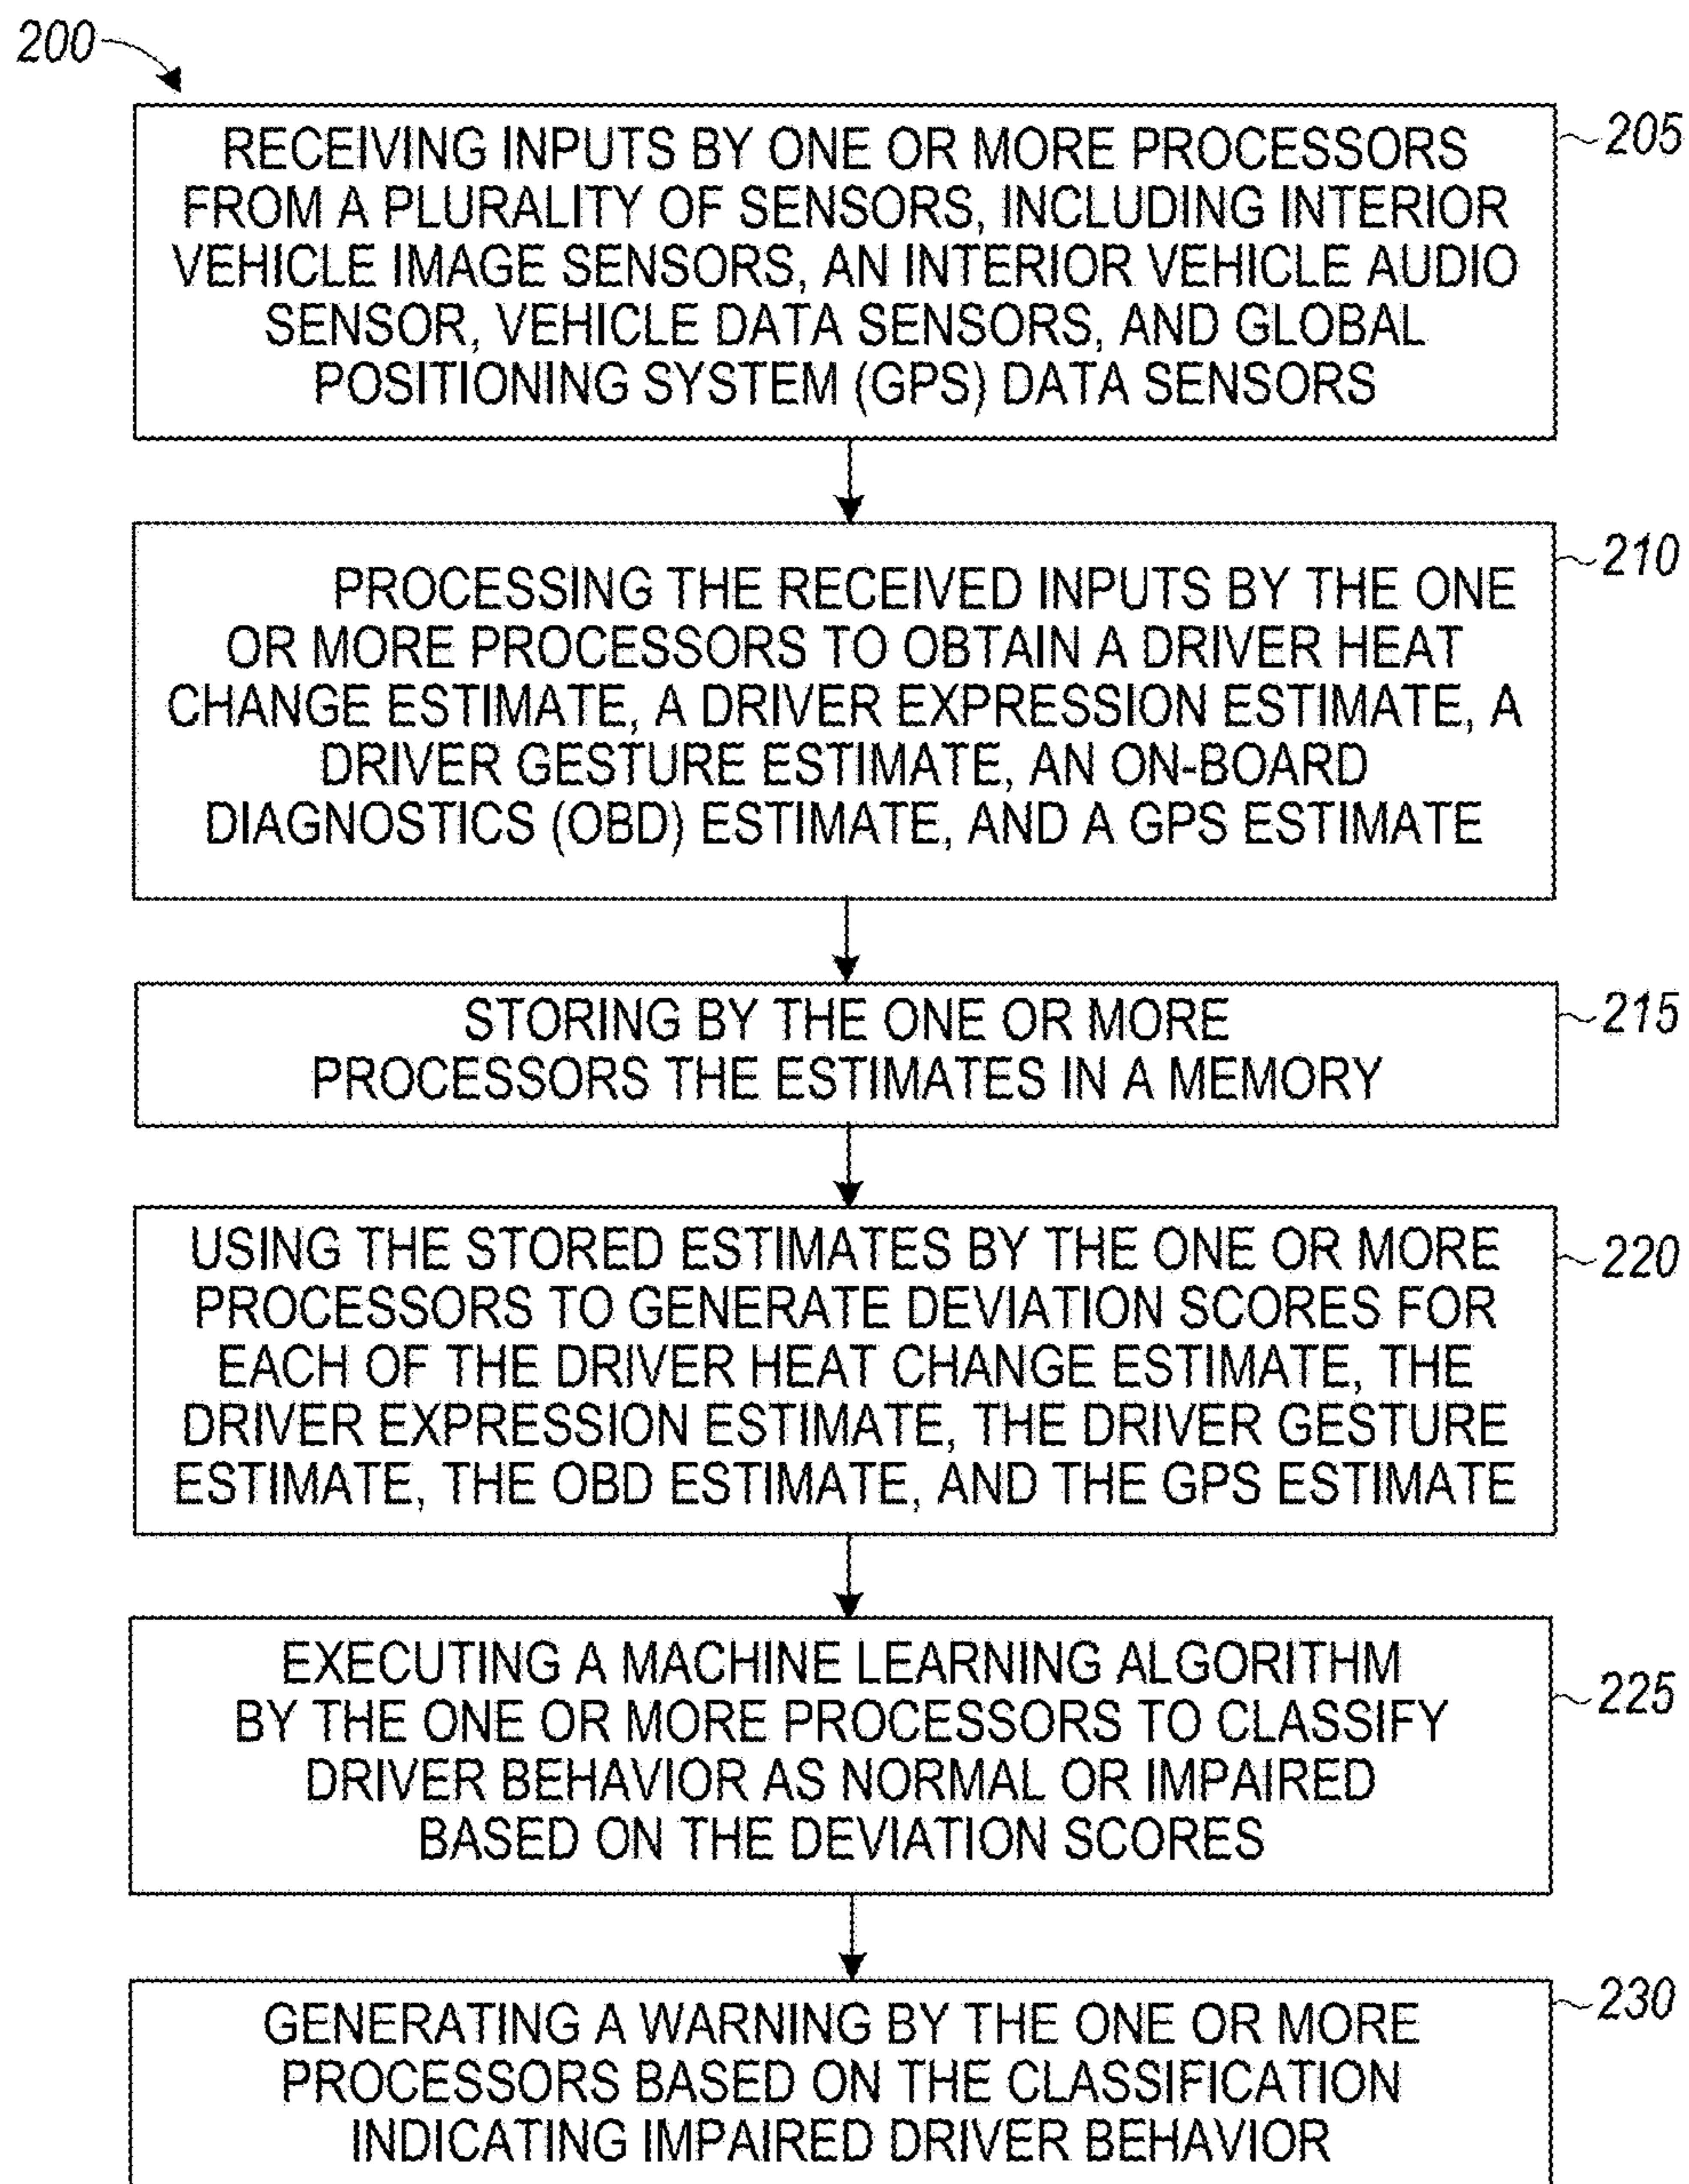 200
RECEIVING INPUTS BY ONE OR MORE PROCESSORS
FROM A PLURALITY OF SENSORS, INCLUDING INTERIOR
VEHICLE IMAGE SENSORS, AN INTERIOR VEHICLE AUDIO
SENSOR, VEHICLE DATA SENSORS, AND GLOBAL
POSITIONING SYSTEM (GPS) DATA SENSORS
205
PROCESSING THE RECEIVED INPUTS BY THE ONE
OR MORE PROCESSORS TO OBTAIN A DRIVER HEAT
CHANGE ESTIMATE, A DRIVER EXPRESSION ESTIMATE, A
DRIVER GESTURE ESTIMATE, AN ON-BOARD
DIAGNOSTICS (OBD) ESTIMATE, AND A GPS ESTIMATE
210
STORING BY THE ONE OR MORE
PROCESSORS THE ESTIMATES IN A MEMORY
215
USING THE STORED ESTIMATES BY THE ONE OR MORE
PROCESSORS TO GENERATE DEVIATION SCORES FOR
EACH OF THE DRIVER HEAT CHANGE ESTIMATE, THE
DRIVER EXPRESSION ESTIMATE, THE DRIVER GESTURE
ESTIMATE, THE OBD ESTIMATE, AND THE GPS ESTIMATE
220
EXECUTING A MACHINE LEARNING ALGORITHM
BY THE ONE OR MORE PROCESSORS TO CLASSIFY
DRIVER BEHAVIOR AS NORMAL OR IMPAIRED
BASED ON THE DEVIATION SCORES
225
GENERATING A WARNING BY THE ONE OR MORE
PROCESSORS BASED ON THE CLASSIFICATION
INDICATING IMPAIRED DRIVER BEHAVIOR
230